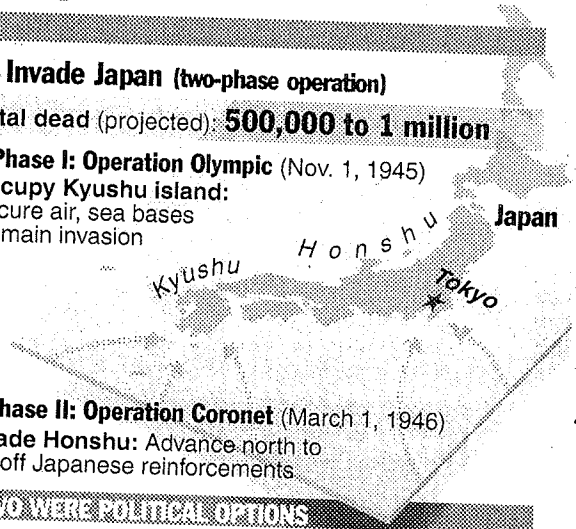 Invade Japan (two-phase operation)
tal dead (projected): 500,000 to 1 million
Phase I: Operation Olympic (Nov. 1, 1945)
cupy Kyushu island:
cure air, sea bases
main invasion
Japan
Honshu
Kyushu
Tokyo
hase II: Operation Coronet (March 1, 1946)
ade Honshu: Advance north to
off Japanese reinforcements
WERE POLITICAL OPTIONS